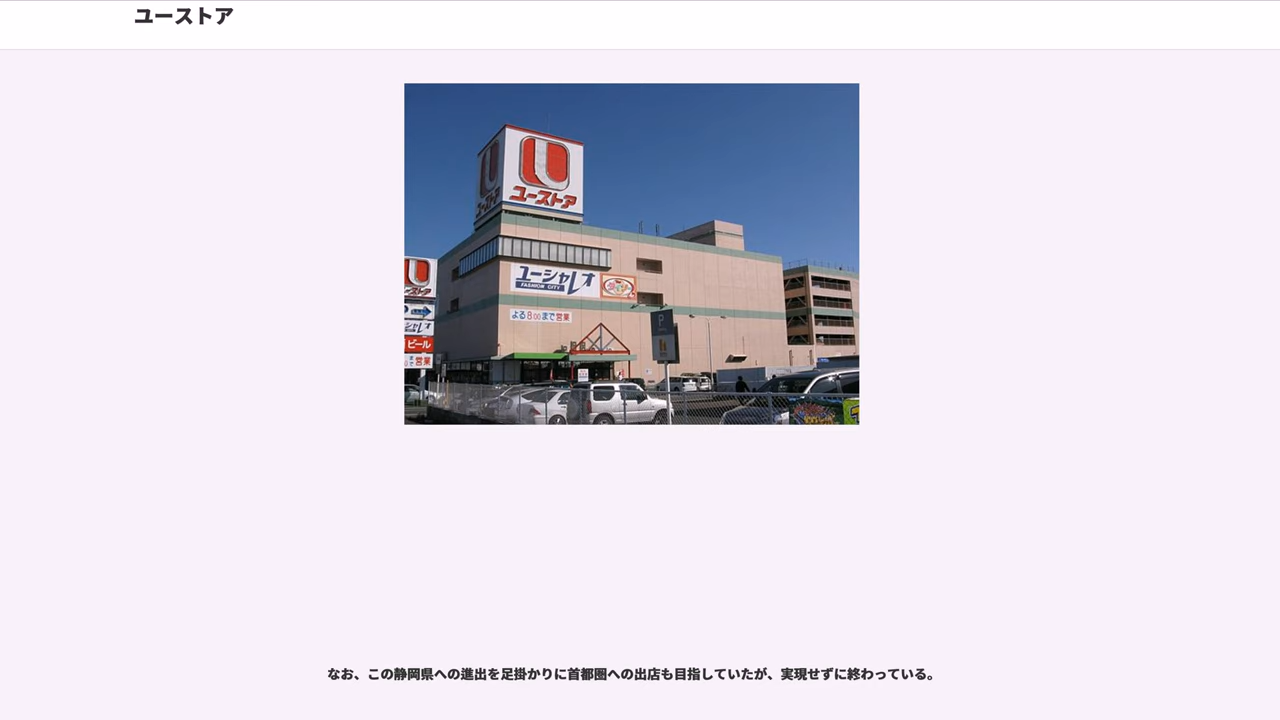 ユーストア
U
ユーストア
ユーシャレオ
FASHION CITY
よる8:00まで営業
P
ビール
営業
なお、この静岡県への進出を足掛かりに首都圏への出店も目指していたが、実現せずに終わっている。